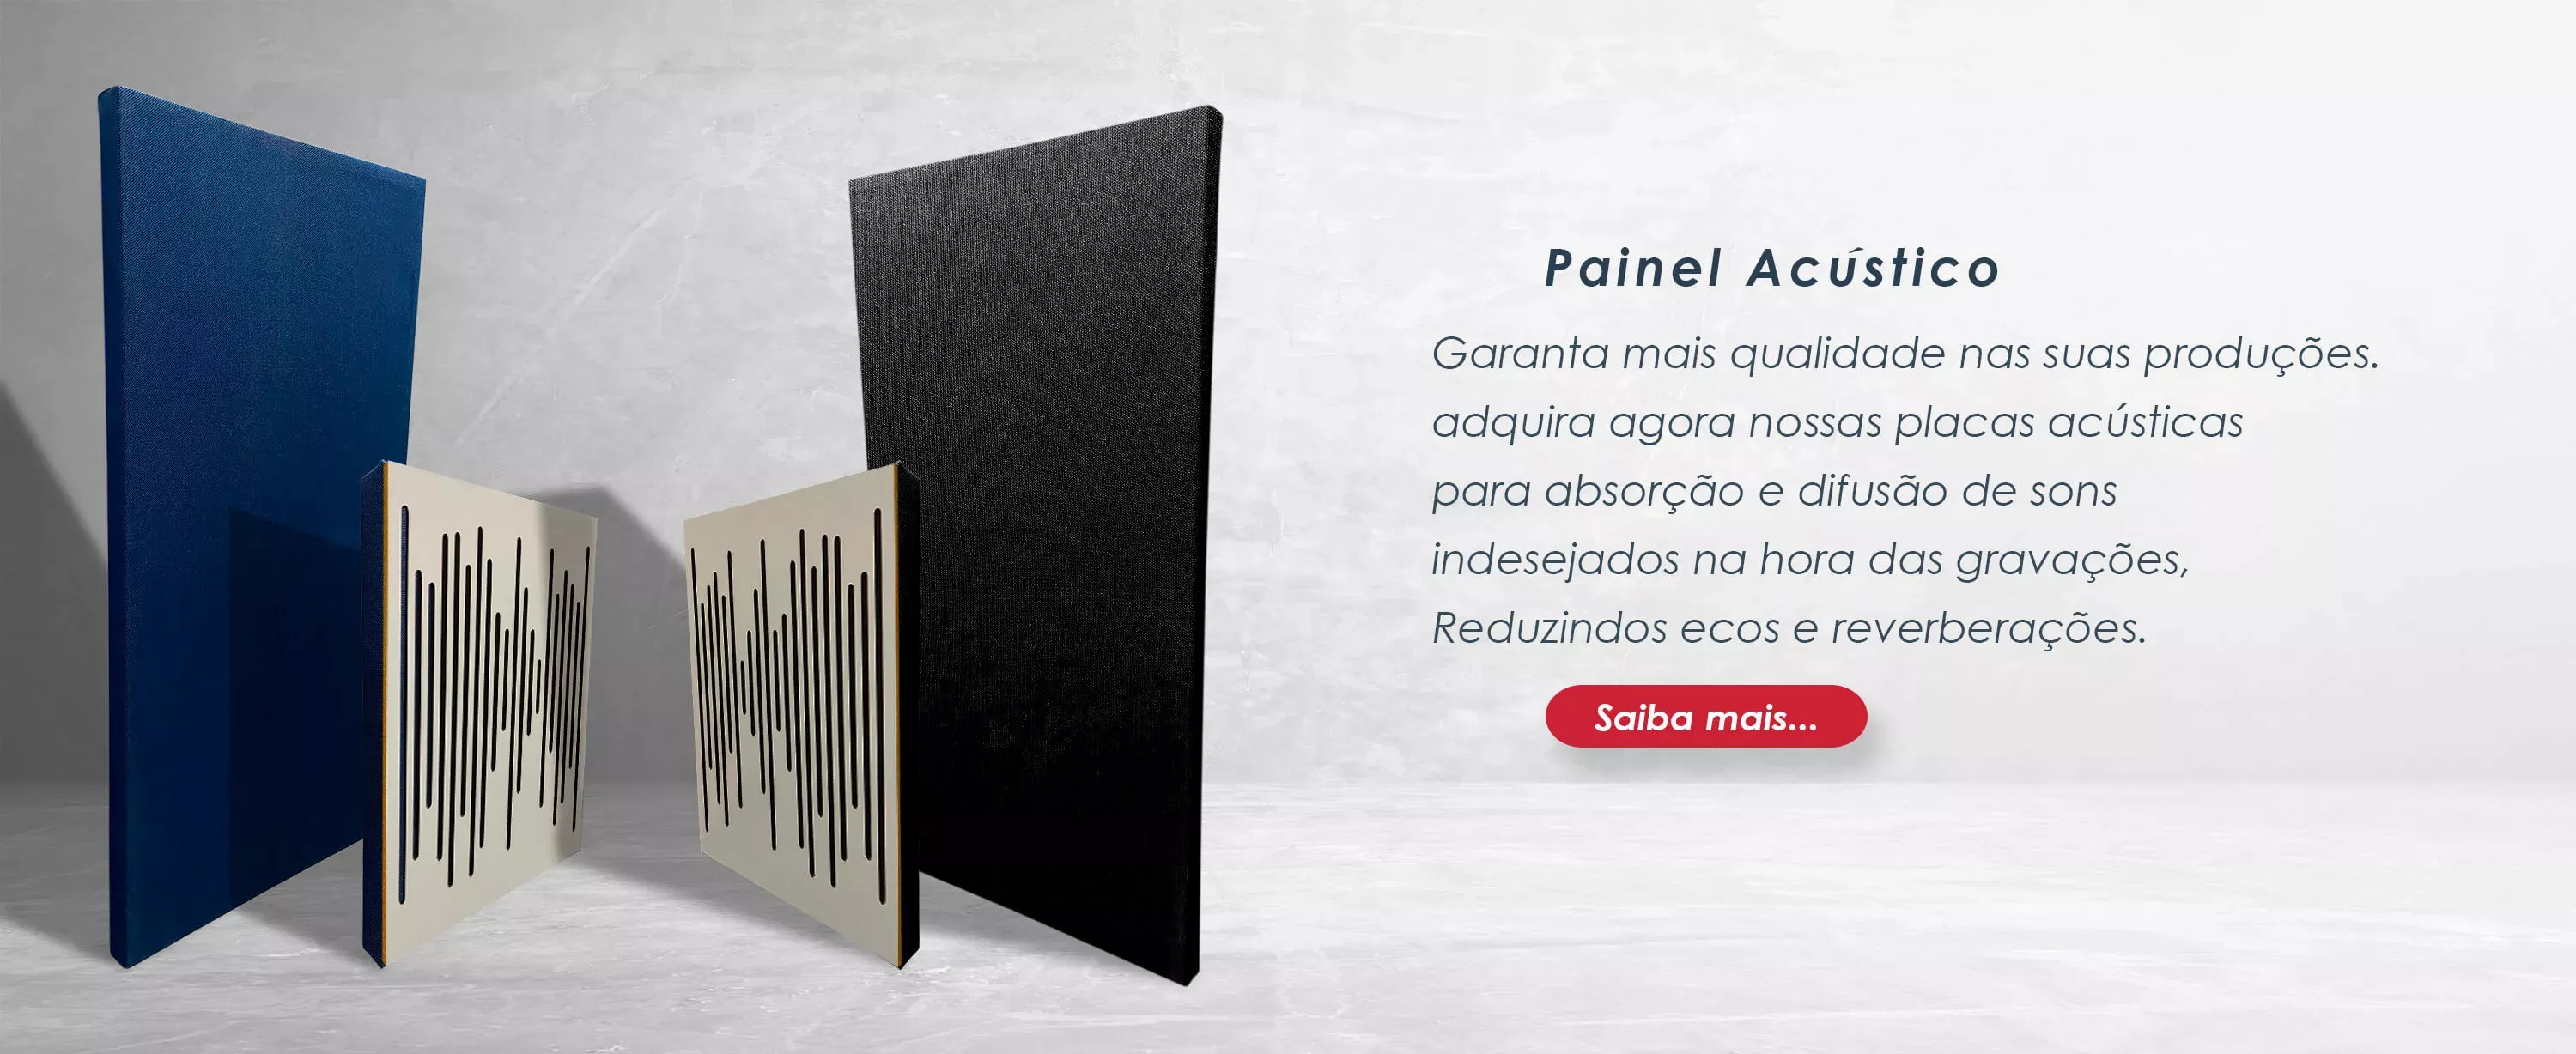 Painel Acústico
Garanta mais qualidade nas suas produções.
adquira agora nossas placas acústicas
para absorção e difusão de sons
indesejados na hora das gravações,
Reduzindos ecos e reverberações.
Saiba mais...